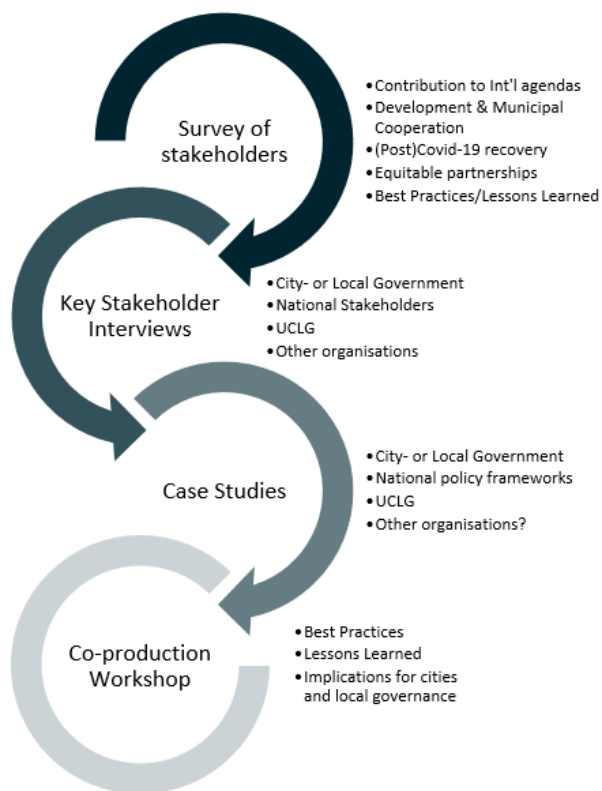 Survey of
stakeholders
•Contribution to Int'l agendas
•Development & Municipal
Cooperation
•(Post)Covid-19 recovery
•Equitable partnerships
•Best Practices/Lessons Learned
Key Stakeholder
Interviews
•City- or Local Government
•National Stakeholders
•UCLG
•Other organisations
Case Studies
•City- or Local Government
•National policy frameworks
•UCLG
•Other organisations?
Co-production
Workshop
•Best Practices
•Lessons Learned
•Implications for cities
and local governance